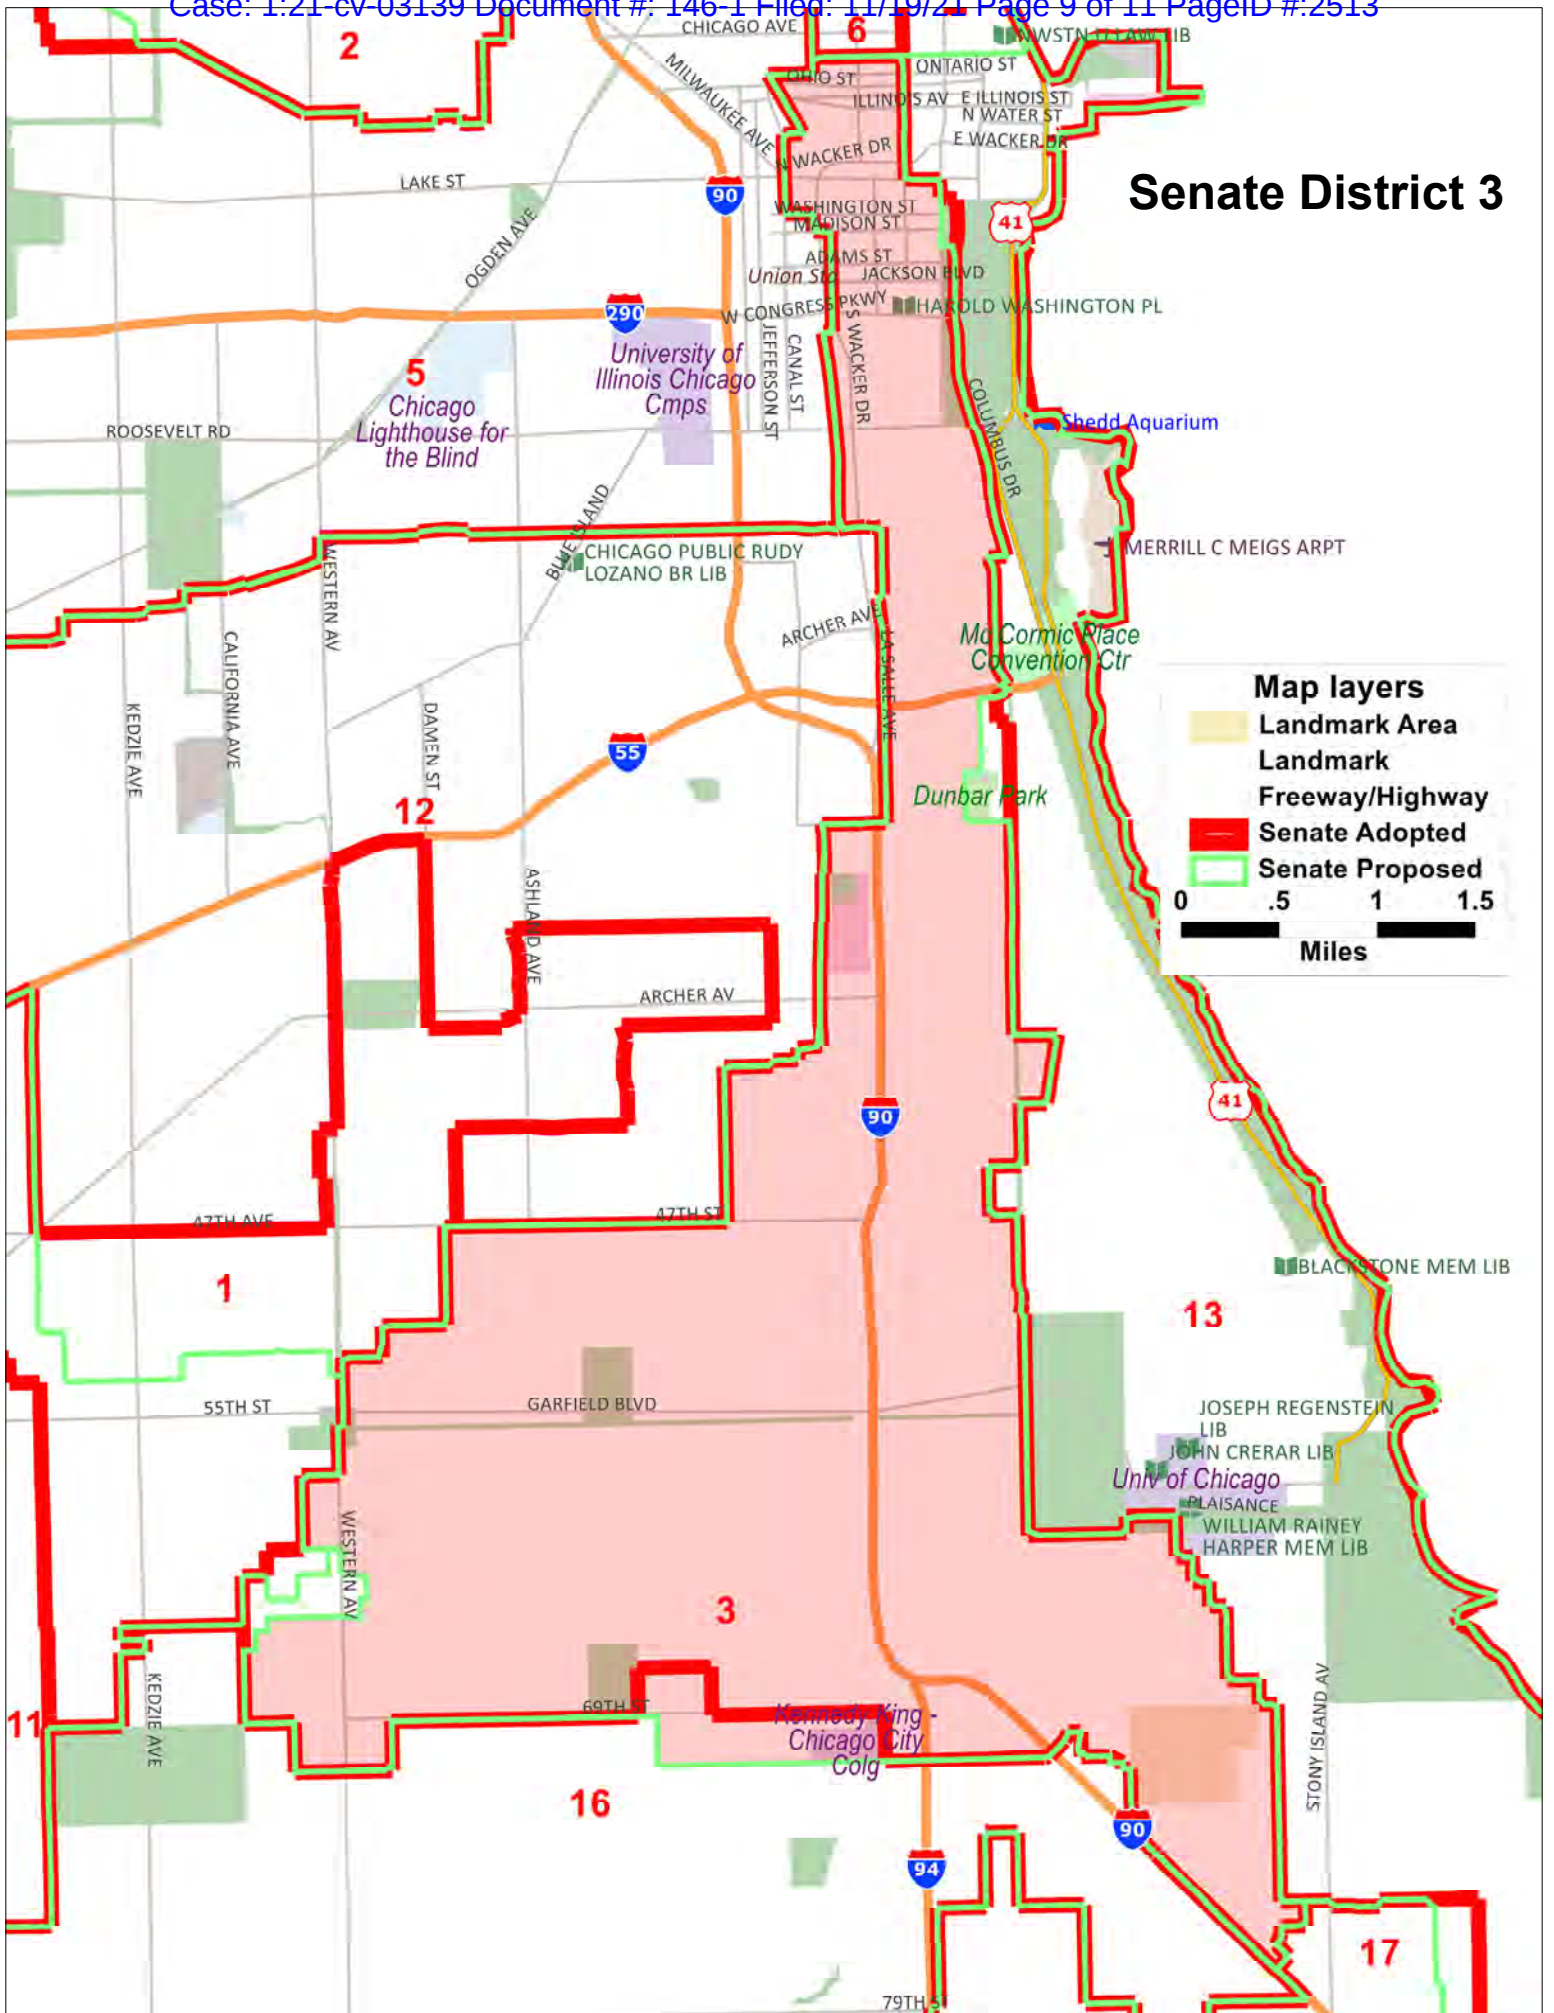 Case: 1:21-cv-03139 Document #: 146-1 Filed: 11/19/21 Page 9 of 11 PageID #:2513
2
CHICAGO AVE
6
NWSTN U LAW LIB
MILWAUKEE AVE
OHIO ST
ONTARIO ST
ILLINOIS AV
E ILLINOIS ST
N WATER ST
E WACKER DR
N WACKER DR
LAKE ST
90
Senate District 3
OGDEN AVE
WASHINGTON ST
MADISON ST
41
ADAMS ST
Union Sta
JACKSON BLVD
W CONGRESS PKWY
HAROLD WASHINGTON PL
290
S WACKER DR
JEFFERSON ST
CANAL ST
University of
Illinois Chicago
Cmps
5
Chicago
Lighthouse for
the Blind
COLUMBUS DR
Shedd Aquarium
ROOSEVELT RD
BLUE ISLAND
CHICAGO PUBLIC RUDY
LOZANO BR LIB
MERRILL C MEIGS ARPT
WESTERN AV
CALIFORNIA AVE
ARCHER AVE
LA SALLE AVE
Mc Cormic Place
Convention Ctr
KEDZIE AVE
DAMEN ST
55
Map layers
Landmark Area
Landmark
Freeway/Highway
Senate Adopted
Senate Proposed
0 .5 1 1.5
Miles
Dunbar Park
12
ASHLAND AVE
ARCHER AV
90
41
47TH AVE
47TH ST
BLACKSTONE MEM LIB
1
13
55TH ST
GARFIELD BLVD
JOSEPH REGENSTEIN
LIB
JOHN CRERAR LIB
Univ of Chicago
PLAISANCE
WILLIAM RAINEY
HARPER MEM LIB
WESTERN AV
3
KEDZIE AVE
69TH ST
STONY ISLAND AV
11
Kennedy King -
Chicago City
Colg
16
90
94
17
79TH ST